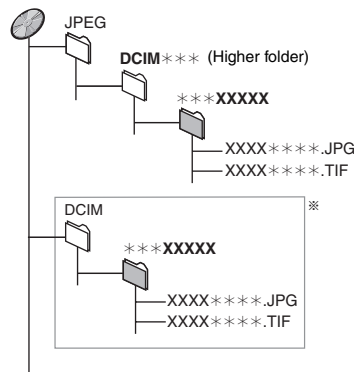 JPEG
DCIM✳✳✳ (Higher folder)
✳✳✳XXXXX
XXXX✳✳✳✳.JPG
XXXX✳✳✳✳.TIF
※
DCIM
✳✳✳XXXXX
XXXX✳✳✳✳.JPG
XXXX✳✳✳✳.TIF